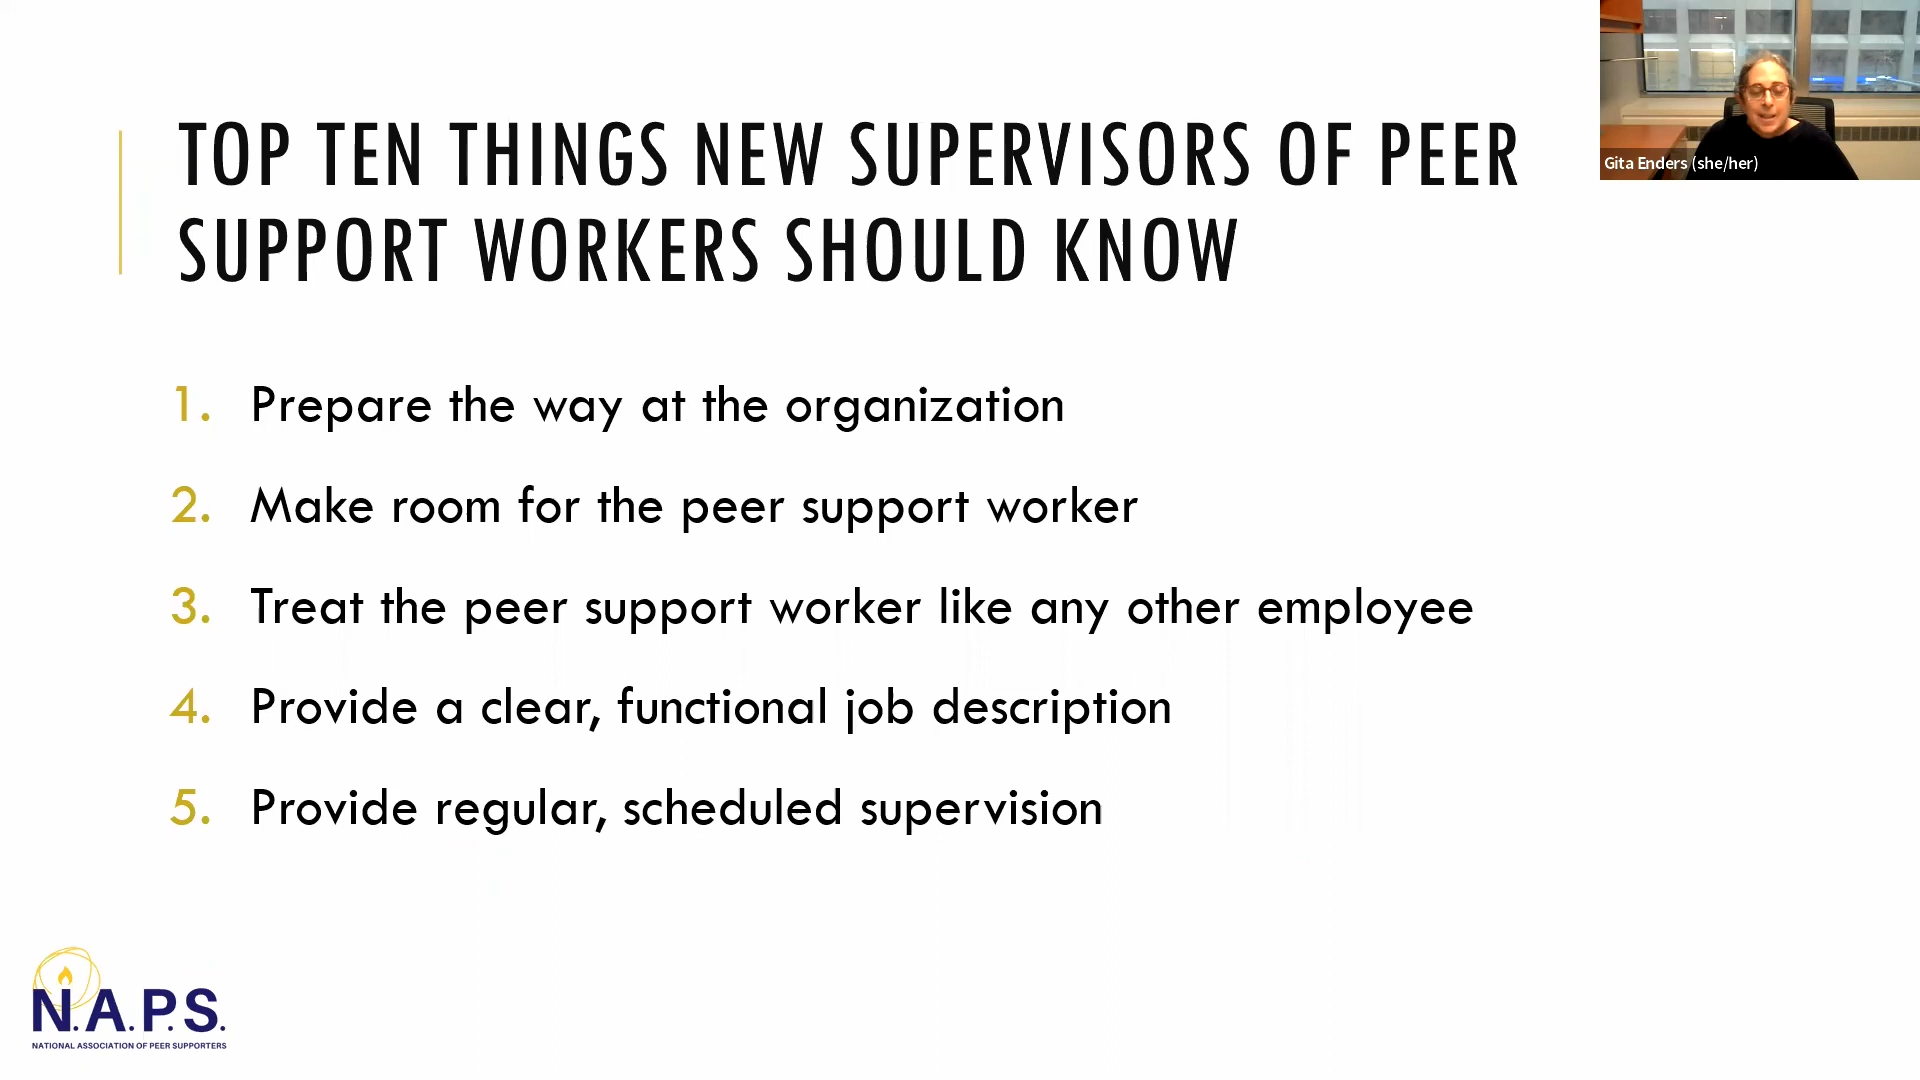 TOP TEN THINGS NEW SUPERVISORS OF PEER
SUPPORT WORKERS SHOULD KNOW
Gita Enders (she/her)
1. Prepare the way at the organization
2. Make room for the peer support worker
3. Treat the peer support worker like any other employee
4. Provide a clear, functional job description
5. Provide regular, scheduled supervision
N.A.P.S.
NATIONAL ASSOCIATION OF PEER SUPPORTERS